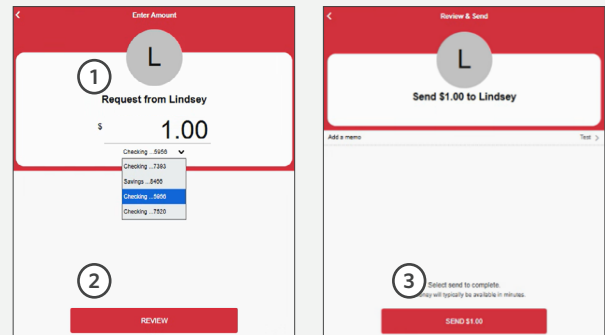 Enter Amount
L
1
Request from Lindsey
$ 1.00
Checking ...5956
Checking ...7393
Savings ...8466
Checking ...5956
Checking ...7520
2
REVIEW
Review & Send
L
Send $1.00 to Lindsey
Add a memo Test
3
Select send to complete.
will typically be available in minutes.
SEND $1.00